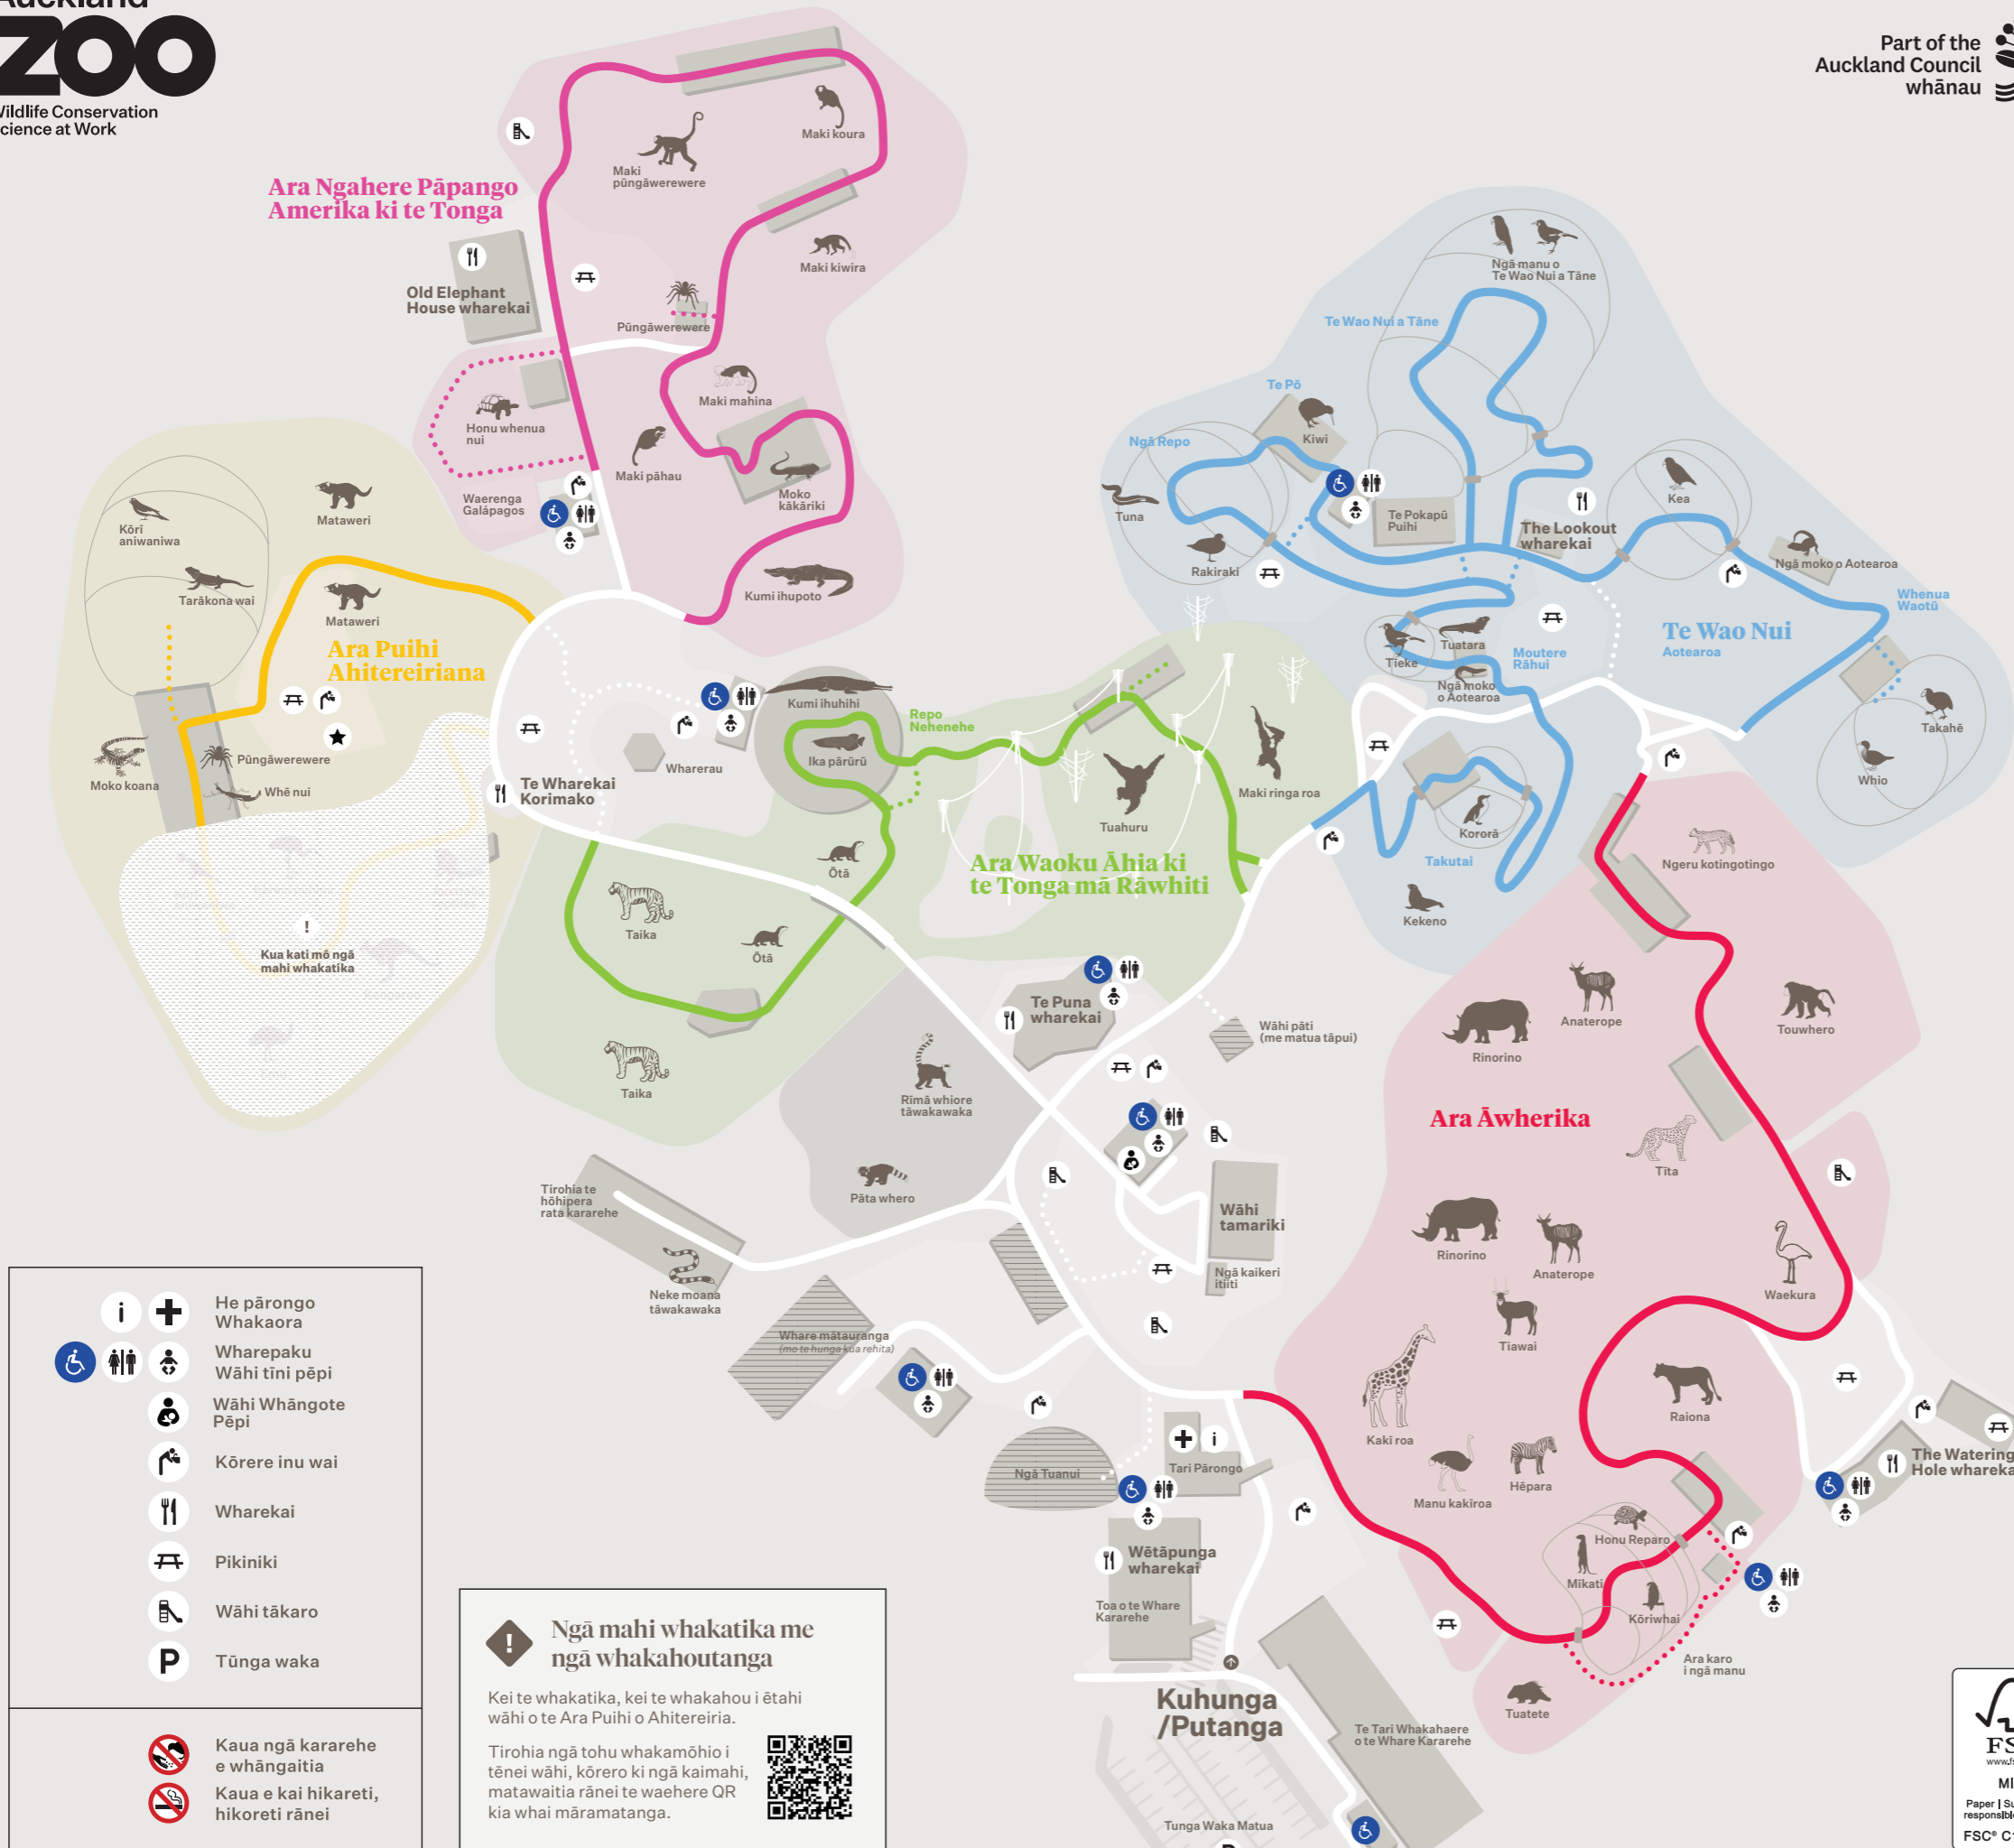 Auckland
ZOO
Wildlife Conservation
Science at Work
Part of the
Auckland Council
whānau
Ara Ngahere Pāpango
Amerika ki te Tonga
Maki koura
Maki
pūngāwerewere
Maki kiwira
Old Elephant
House wharekai
Pūngāwerewere
Maki mahina
Honu whenua
nui
Maki pāhau
Waerenga
Galápagos
Moko
kākāriki
Kumi ihupoto
Ngā manu o
Te Wao Nui a Tāne
Te Wao Nui a Tāne
Te Pō
Kiwi
Ngā Repo
Tuna
Rakiraki
Te Pokapū
Puihi
The Lookout
wharekai
Kea
Ngā moko o Aotearoa
Whenua
Waotū
Te Wao Nui
Aotearoa
Tīeke
Tuatara
Moutere
Rāhui
Ngā moko
o Aotearoa
Takahē
Whio
Kororā
Takutai
Kekeno
Kōrī
aniwaniwa
Mataweri
Tarākona wai
Mataweri
Ara Puihi
Ahitereiriana
Moko koana
Pūngāwerewere
Whē nui
!
Kua kati mō ngā
mahi whakatika
Te Wharekai
Korimako
Wharerau
Kumi ihuhihi
Ika pārūrū
Repo
Nehenehe
Tuahuru
Maki ringa roa
Ara Waoku Āhia ki
te Tonga mā Rāwhiti
Ōtā
Taika
Ōtā
Taika
Te Puna
wharekai
Wāhi pāti
(me matua tāpui)
Rīmā whiore
tāwakawaka
Pāta whero
Tirohia te
hōhipera
rata kararehe
Neke moana
tāwakawaka
Whare mātauranga
(mo te hunga kua rehita)
Wāhi
tamariki
Ngā kaikeri
itiiti
Ngā Tuanui
Tari Pārongo
i
Wētāpunga
wharekai
Toa o te Whare
Kararehe
Kuhunga
/Putanga
Te Tari Whakahaere
o te Whare Kararehe
Tunga Waka Matua
Ngeru kotingotingo
Rinorino
Anaterope
Touwhero
Ara Āwherika
Tīta
Rinorino
Anaterope
Waekura
Tiawai
Raiona
Kakī roa
Manu kakīroa
Hēpara
The Watering
Honu Reparo
Mīkati
Kōriwhai
Ara karo
i ngā manu
Tuatete
i
He pārongo
Whakaora
Wharepaku
Wāhi tīni pēpi
Wāhi Whāngote
Pēpi
Kōrere inu wai
Wharekai
Pikiniki
Wāhi tākaro
P
Tūnga waka
Kaua ngā kararehe
e whāngaitia
Kaua e kai hikareti,
hikoreti rānei
!
Ngā mahi whakatika me
ngā whakahoutanga
Kei te whakatika, kei te whakahou i ētahi
wāhi o te Ara Puihi o Ahitereiria.
Tirohia ngā tohu whakamōhio i
tēnei wāhi, kōrero ki ngā kaimahi,
matawaitia rānei te waehere QR
kia whai māramatanga.